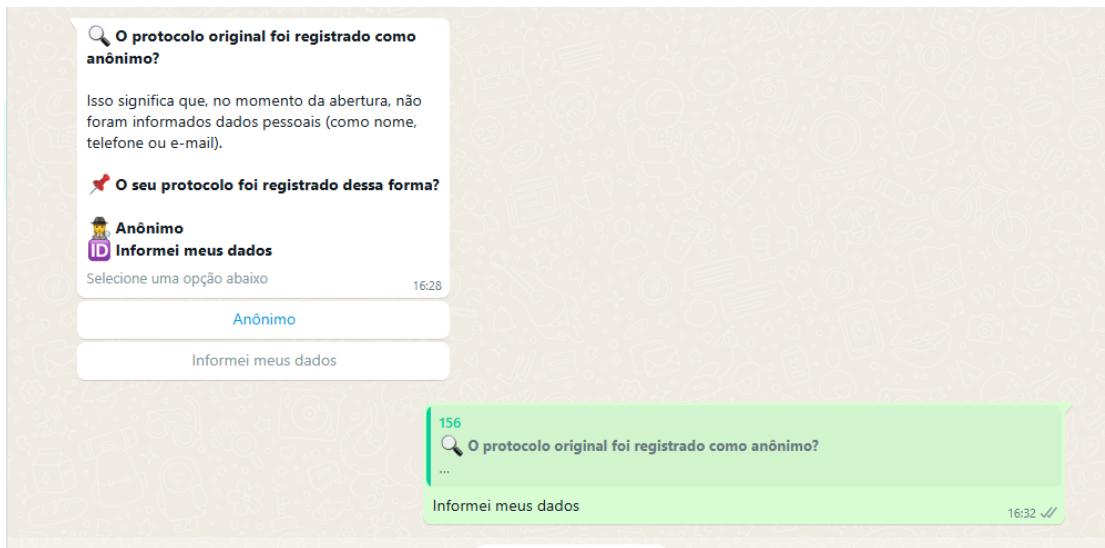 🔍 O protocolo original foi registrado como
anônimo?
Isso significa que, no momento da abertura, não
foram informados dados pessoais (como nome,
telefone ou e-mail).
📌 O seu protocolo foi registrado dessa forma?
🕵️ Anônimo
🆔 Informei meus dados
Selecione uma opção abaixo
16:28
Anônimo
Informei meus dados
156
🔍 O protocolo original foi registrado como anônimo?
...
Informei meus dados
16:32